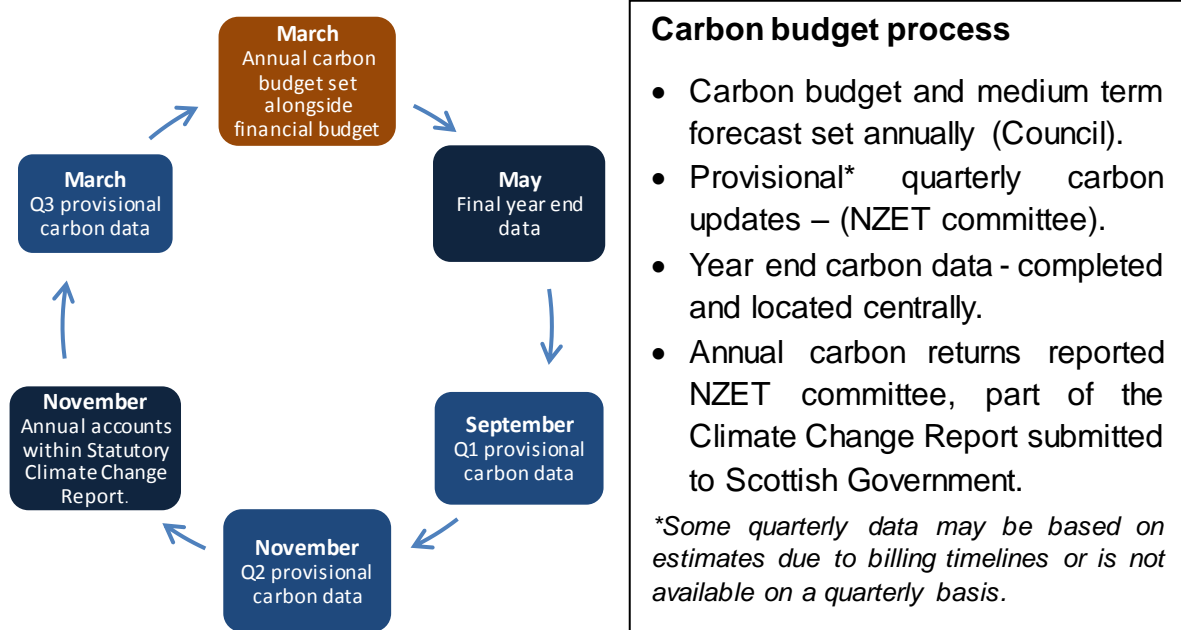 March
Annual carbon
budget set
alongside
financial budget
May
Final year end
data
September
Q1 provisional
carbon data
November
Q2 provisional
carbon data
November
Annual accounts
within Statutory
Climate Change
Report.
March
Q3 provisional
carbon data
Carbon budget process
• Carbon budget and medium term
forecast set annually (Council).
• Provisional* quarterly carbon
updates – (NZET committee).
• Year end carbon data - completed
and located centrally.
• Annual carbon returns reported
NZET committee, part of the
Climate Change Report submitted
to Scottish Government.
*Some quarterly data may be based on
estimates due to billing timelines or is not
available on a quarterly basis.